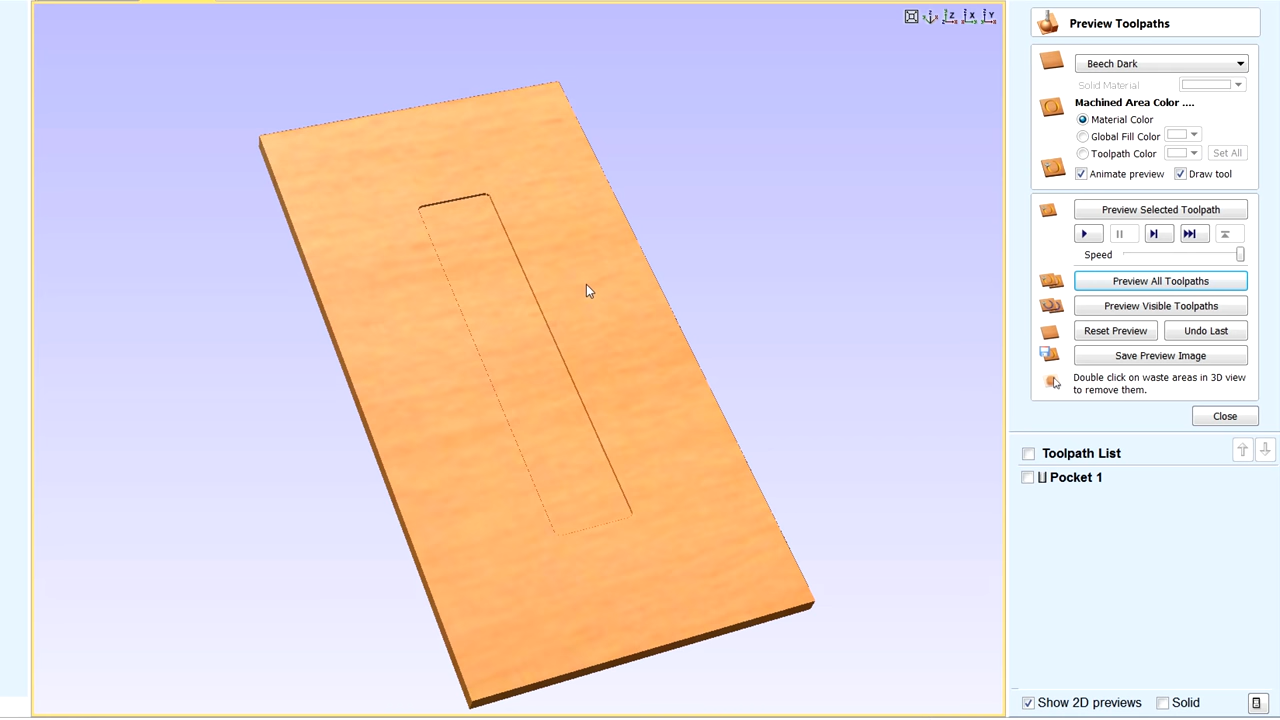 Z X Y
Preview Toolpaths
Beech Dark
Solid Material
Machined Area Color ....
Material Color
Global Fill Color
Toolpath Color Set All
Animate preview Draw tool
Preview Selected Toolpath
Speed
Preview All Toolpaths
Preview Visible Toolpaths
Reset Preview Undo Last
Save Preview Image
Double click on waste areas in 3D view
to remove them.
Close
Toolpath List
Pocket 1
Show 2D previews Solid